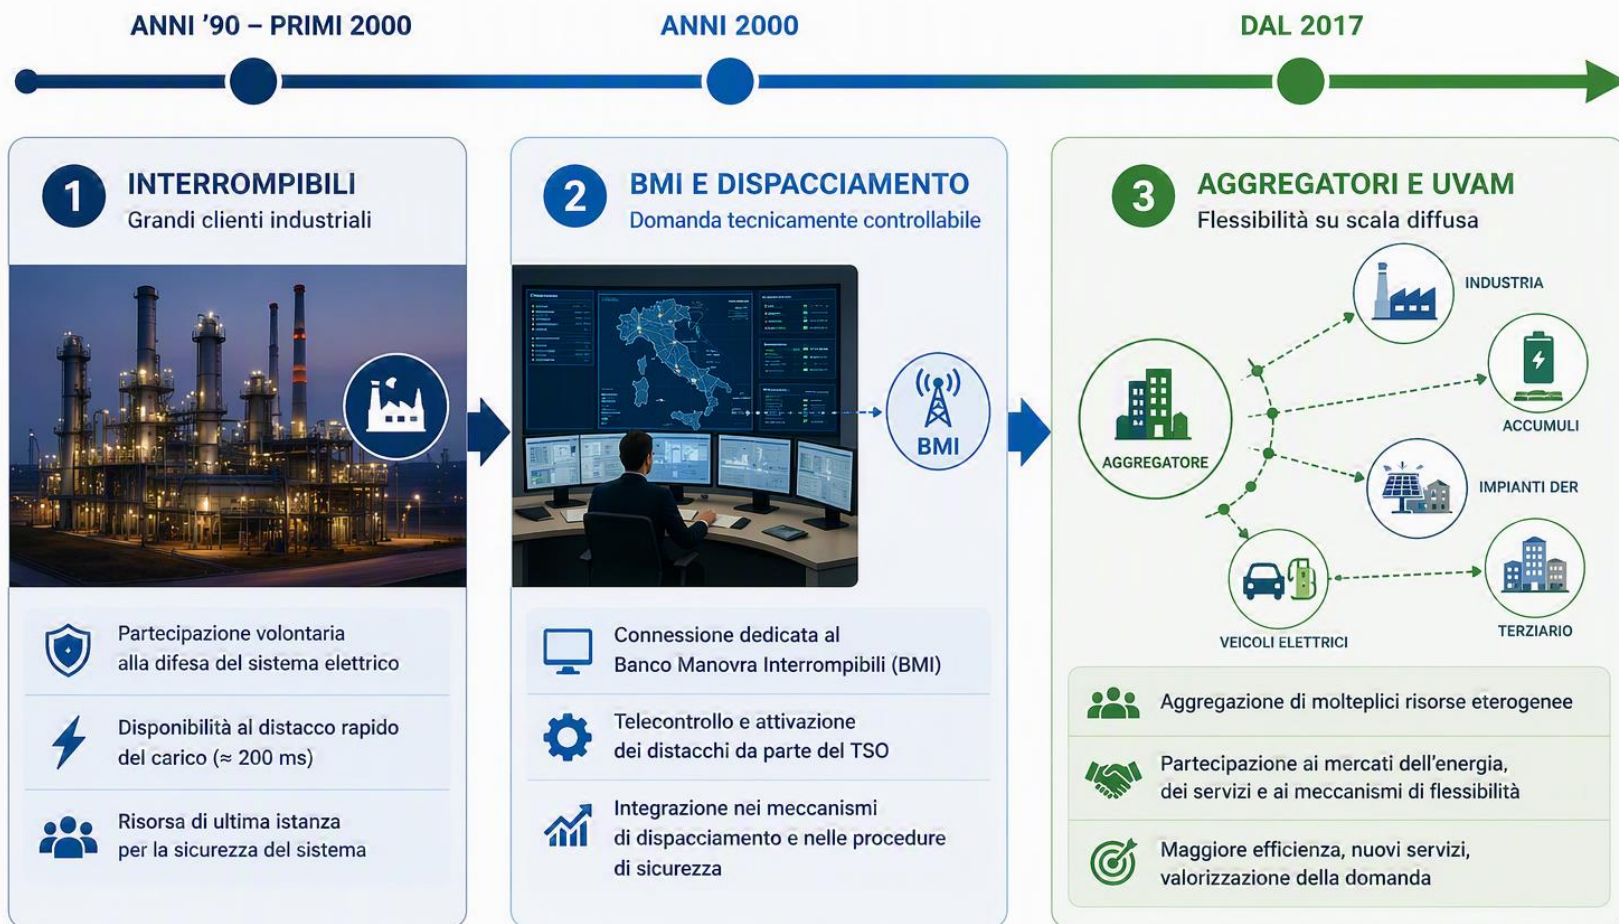 ANNI '90 – PRIMI 2000
ANNI 2000
DAL 2017
1
INTERROMPIBILI
Grandi clienti industriali
Partecipazione volontaria
alla difesa del sistema elettrico
Disponibilità al distacco rapido
del carico (≈ 200 ms)
Risorsa di ultima istanza
per la sicurezza del sistema
2
BMI E DISPACCIAMENTO
Domanda tecnicamente controllabile
BMI
Connessione dedicata al
Banco Manovra Interrompibili (BMI)
Telecontrollo e attivazione
dei distacchi da parte del TSO
Integrazione nei meccanismi
di dispacciamento e nelle procedure
di sicurezza
3
AGGREGATORI E UVAM
Flessibilità su scala diffusa
INDUSTRIA
ACCUMULI
AGGREGATORE
IMPIANTI DER
VEICOLI ELETTRICI
TERZIARIO
Aggregazione di molteplici risorse eterogenee
Partecipazione ai mercati dell'energia,
dei servizi e ai meccanismi di flessibilità
Maggiore efficienza, nuovi servizi,
valorizzazione della domanda